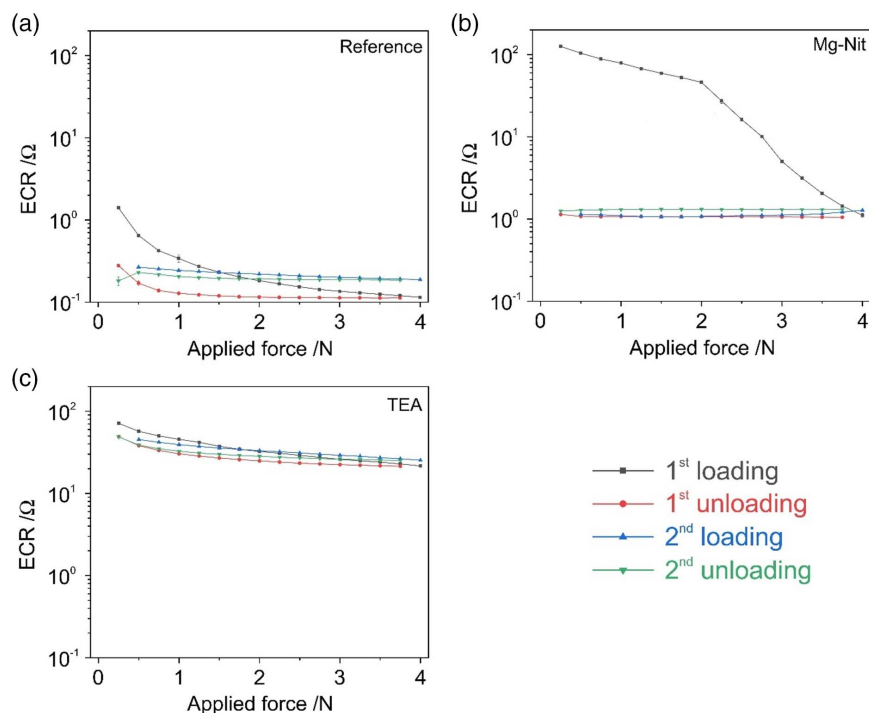 (a)
Reference
10²
10¹
10⁰
10⁻¹
ECR /Ω
0 1 2 3 4
Applied force /N
(b)
Mg-Nit
10²
10¹
10⁰
10⁻¹
ECR /Ω
0 1 2 3 4
Applied force /N
(c)
TEA
10²
10¹
10⁰
10⁻¹
ECR /Ω
0 1 2 3 4
Applied force /N
1st loading
1st unloading
2nd loading
2nd unloading